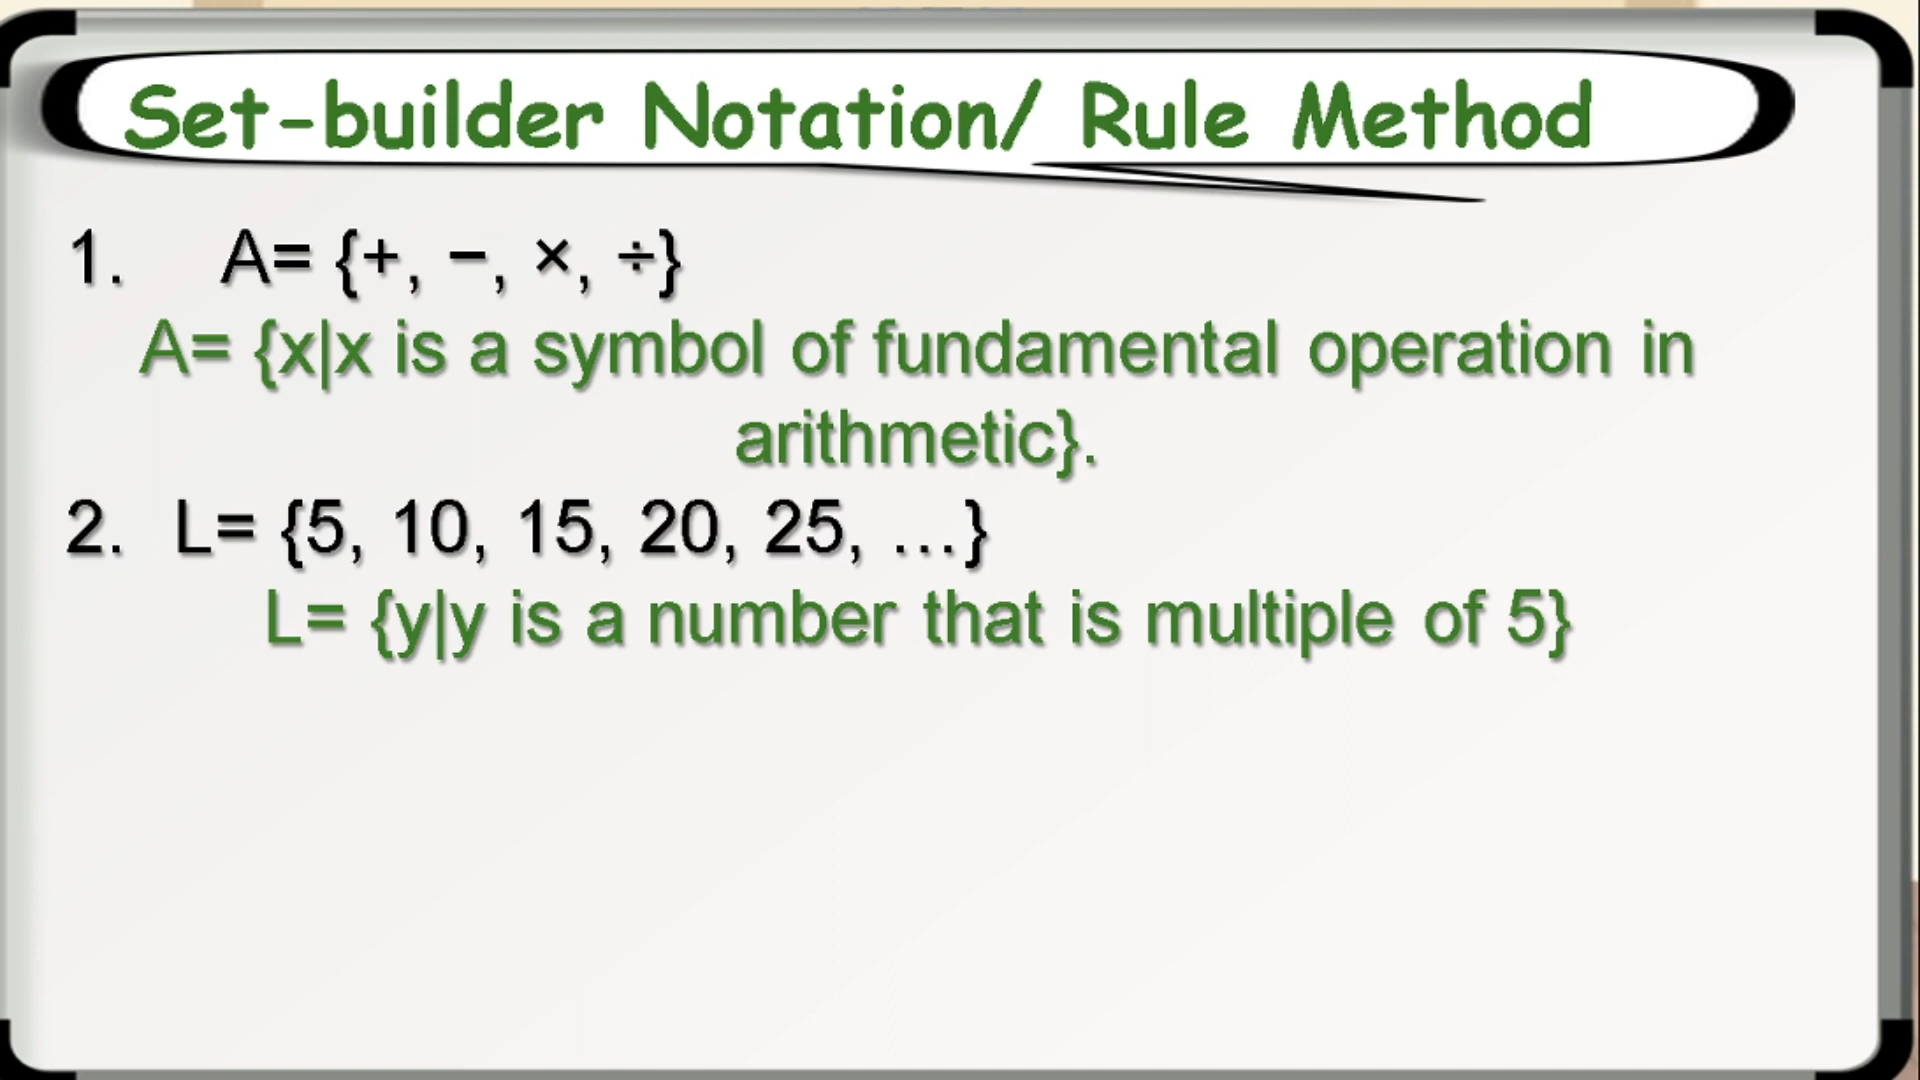 Set-builder Notation/ Rule Method
1. A= {+, −, ×, ÷}
A= {x|x is a symbol of fundamental operation in
arithmetic}.
2. L= {5, 10, 15, 20, 25, …}
L= {y|y is a number that is multiple of 5}